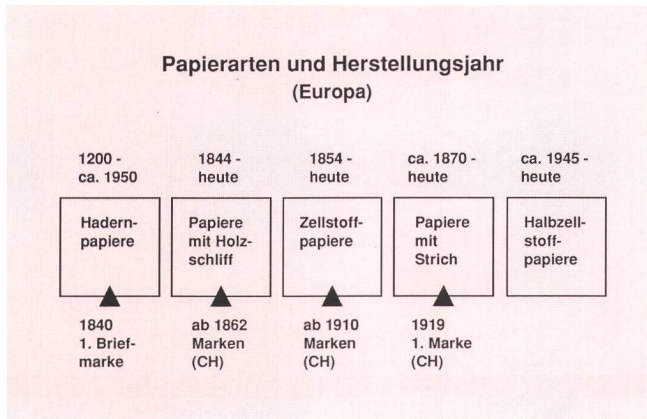 Papierarten und Herstellungsjahr
(Europa)
1200 -
ca. 1950
1844 -
heute
1854 -
heute
ca. 1870 -
heute
ca. 1945 -
heute
Hadern-
papiere
Papiere
mit Holz-
schliff
Zellstoff-
papiere
Papiere
mit
Strich
Halbzell-
stoff-
papiere
1840
1. Brief-
marke
ab 1862
Marken
(CH)
ab 1910
Marken
(CH)
1919
1. Marke
(CH)